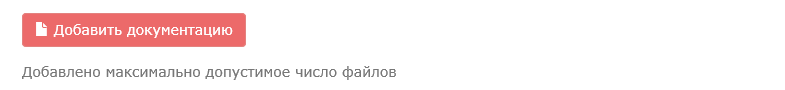 Добавить документацию
Добавлено максимально допустимое число файлов